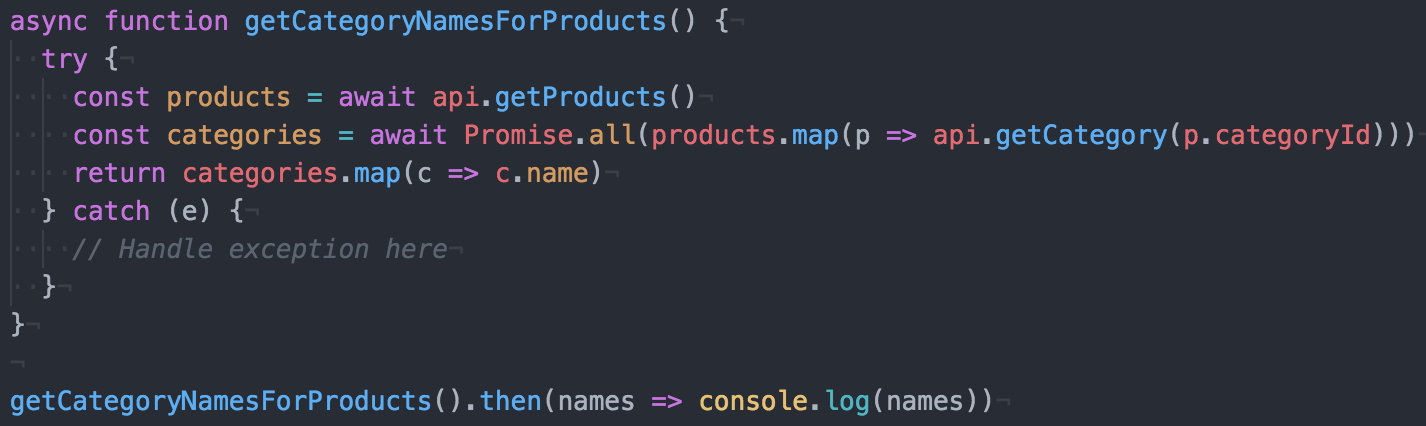 async function getCategoryNamesForProducts() {
  try {
    const products = await api.getProducts()
    const categories = await Promise.all(products.map(p => api.getCategory(p.categoryId)))
    return categories.map(c => c.name)
  } catch (e) {
    // Handle exception here
  }
}

getCategoryNamesForProducts().then(names => console.log(names))